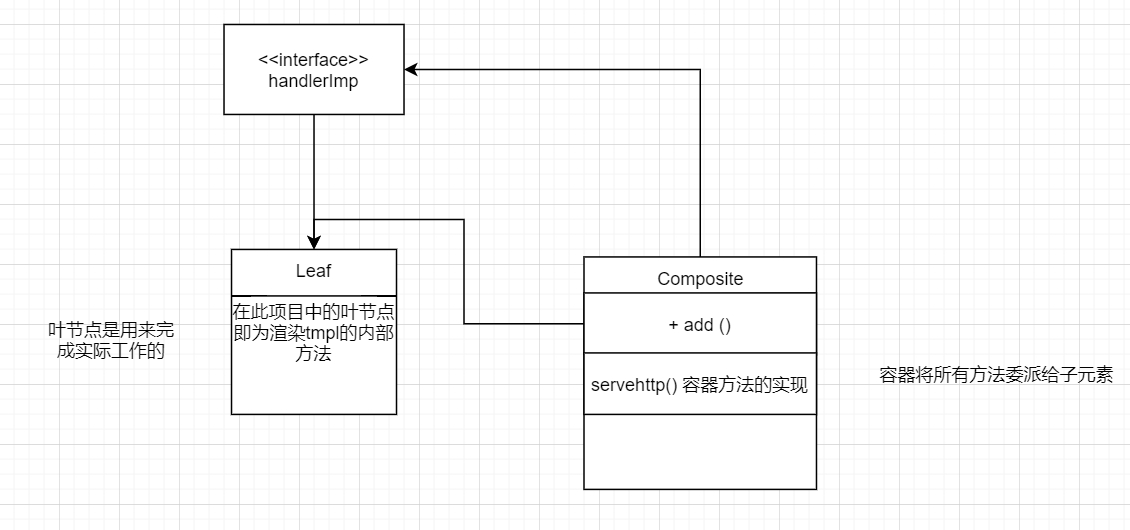 <<interface>>
handlerImp
Leaf
在此项目中的叶节点
即为渲染tmpl的内部
方法
叶节点是用来完
成实际工作的
Composite
+ add ()
servehttp() 容器方法的实现
容器将所有方法委派给子元素